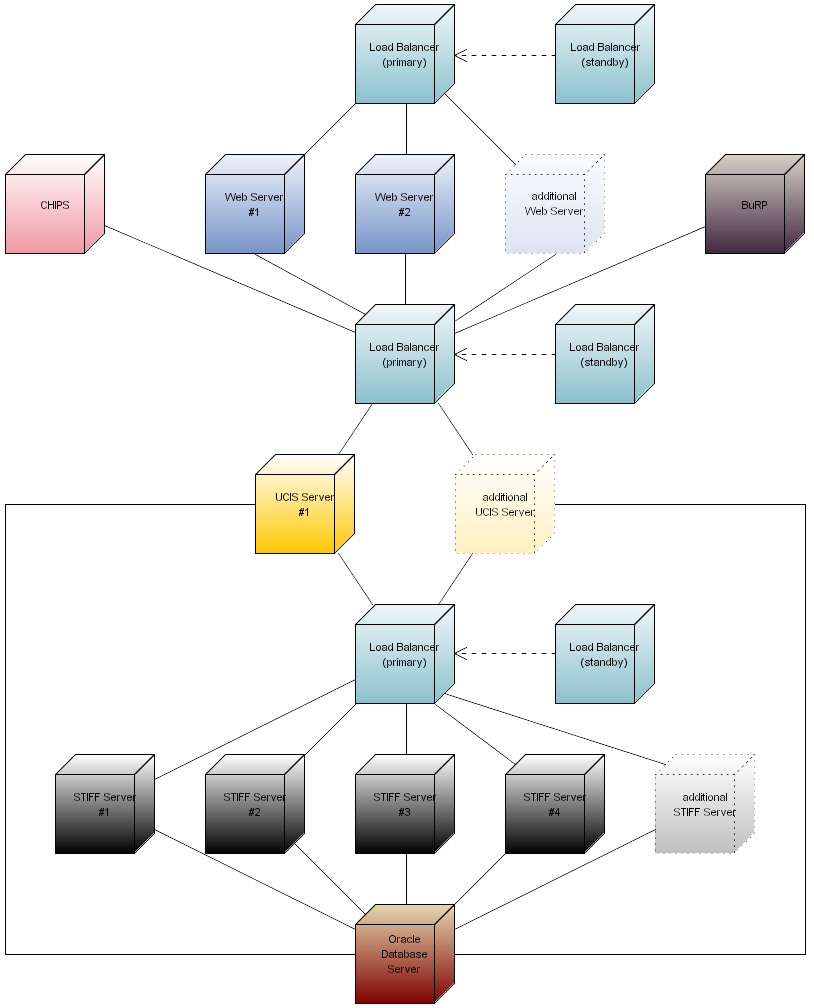 Load Balancer
(primary)
Load Balancer
(standby)
CHIPS
Web Server
#1
Web Server
#2
additional
Web Server
BuRP
Load Balancer
(primary)
Load Balancer
(standby)
UCIS Server
#1
additional
UCIS Server
Load Balancer
(primary)
Load Balancer
(standby)
STIFF Server
#1
STIFF Server
#2
STIFF Server
#3
STIFF Server
#4
additional
STIFF Server
Oracle
Database
Server